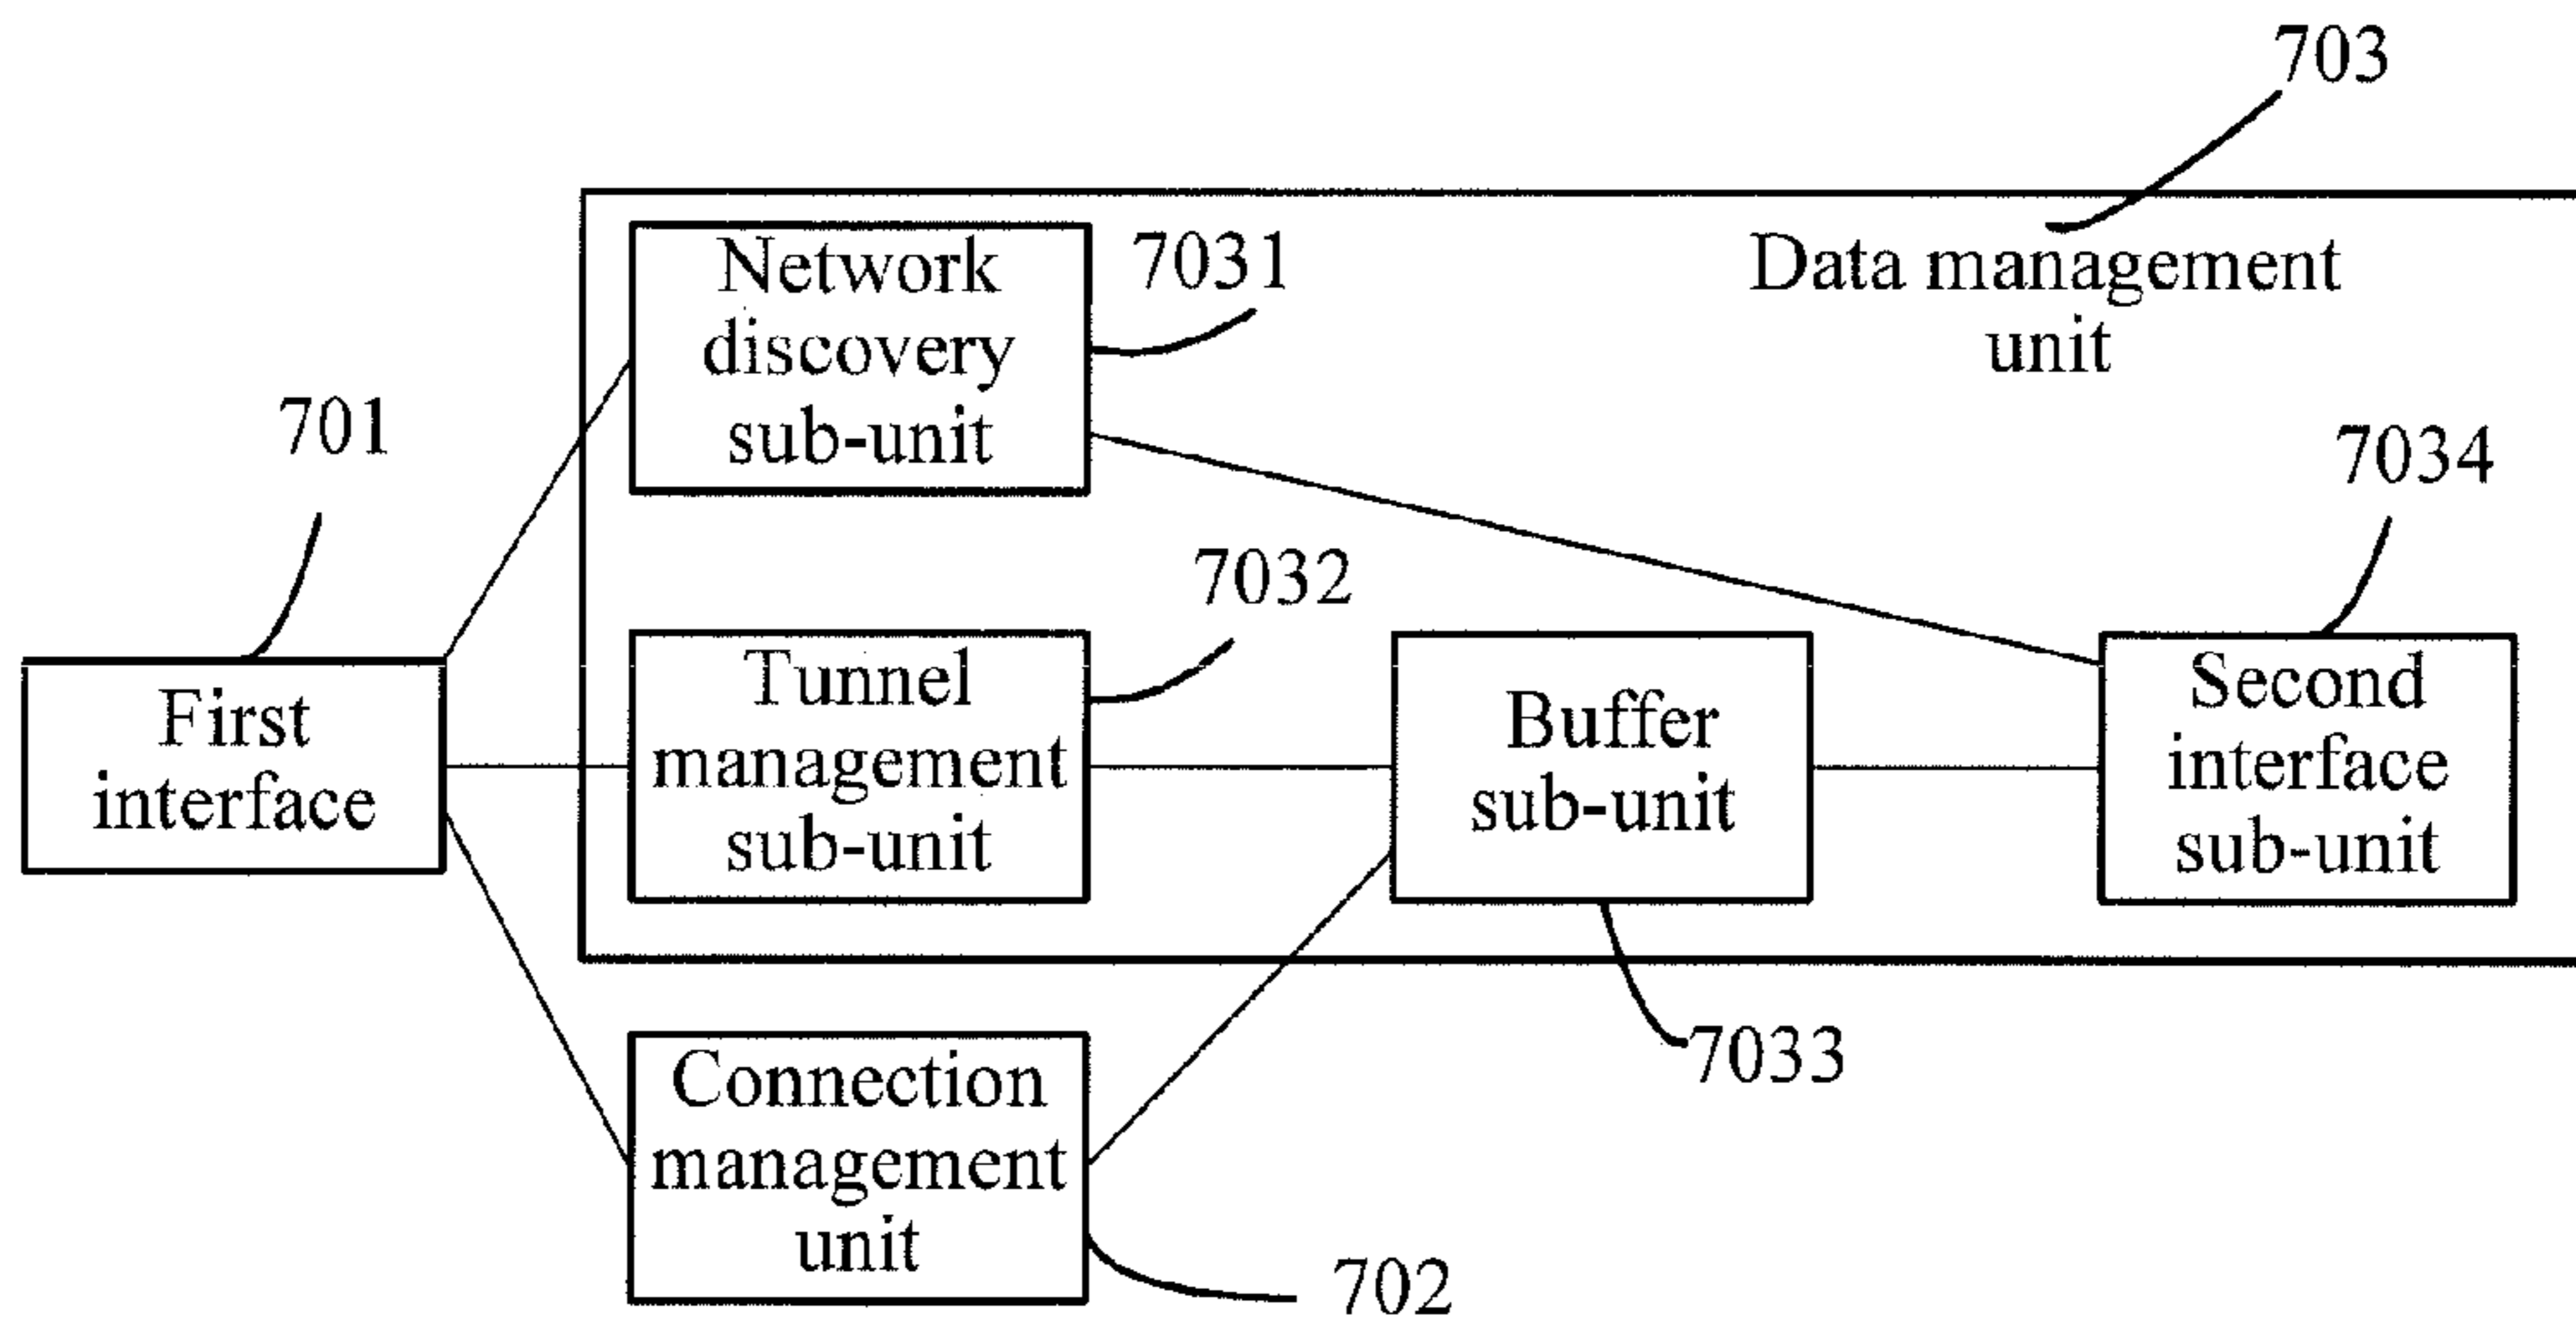 703
Network
discovery
sub-unit
7031
Data management
unit
701
7034
7032
First
interface
Tunnel
management
sub-unit
Buffer
sub-unit
Second
interface
sub-unit
7033
Connection
management
unit
702